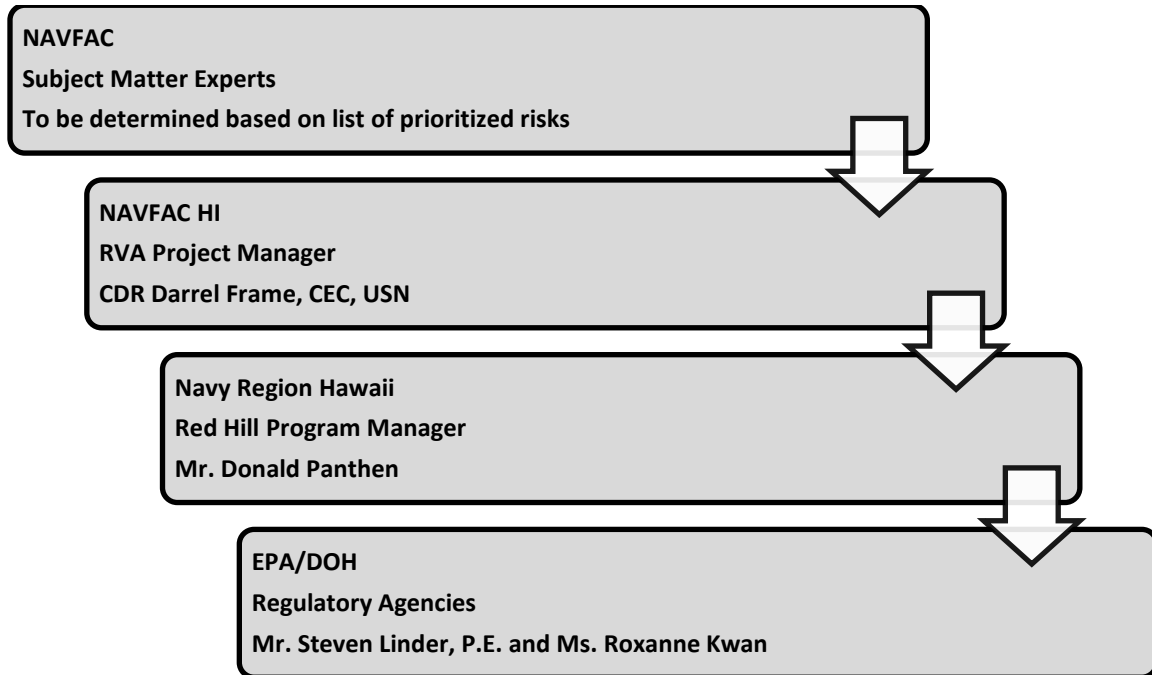 NAVFAC
Subject Matter Experts
To be determined based on list of prioritized risks
NAVFAC HI
RVA Project Manager
CDR Darrel Frame, CEC, USN
Navy Region Hawaii
Red Hill Program Manager
Mr. Donald Panthen
EPA/DOH
Regulatory Agencies
Mr. Steven Linder, P.E. and Ms. Roxanne Kwan